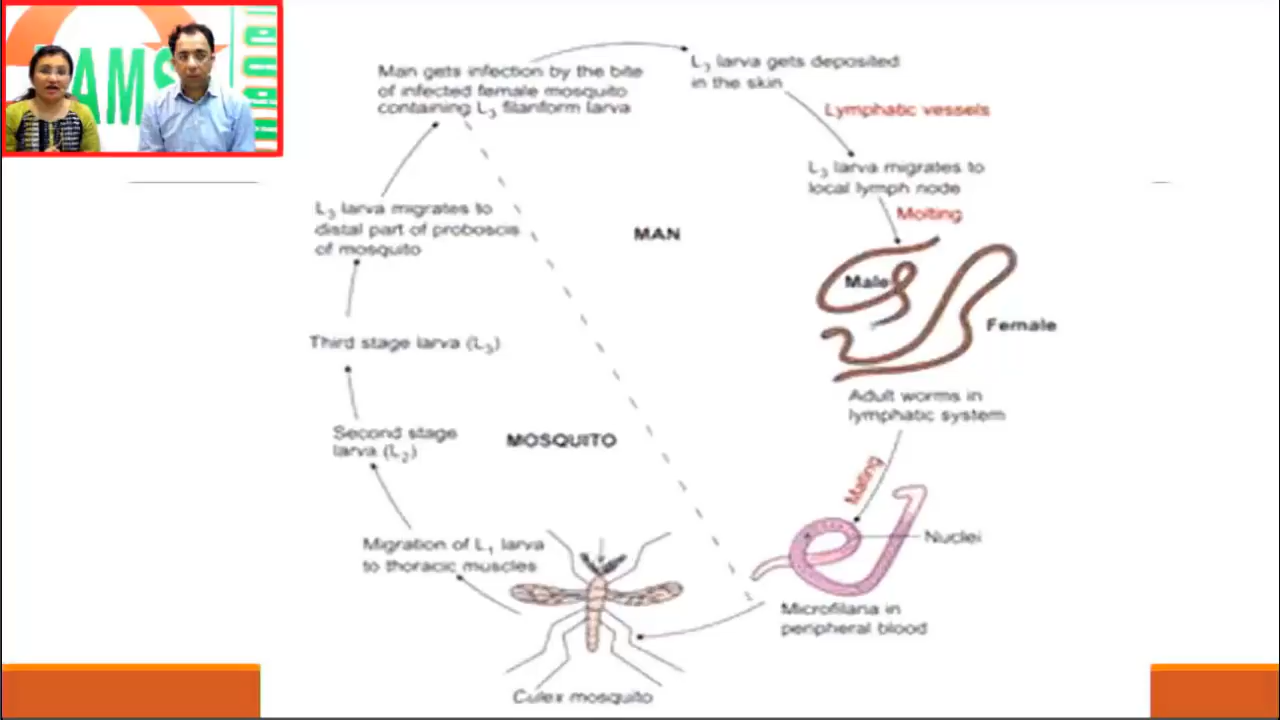 AMS
Man gets infection by the bite
of infected female mosquito
containing L3 filariform larva
L3 larva gets deposited
in the skin
Lymphatic vessels
L3 larva migrates to
local lymph node
Molting
Male
Female
Adult worms in
lymphatic system
Mating
Nuclei
Microfilaria in
peripheral blood
Culex mosquito
Migration of L1 larva
to thoracic muscles
Second stage
larva (L2)
Third stage larva (L3)
L3 larva migrates to
distal part of proboscis
of mosquito
MAN
MOSQUITO